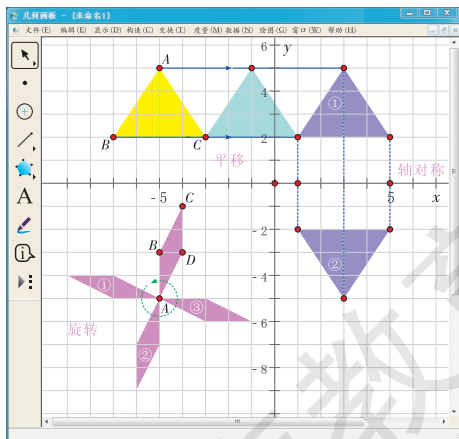 几何画板 - [未命名1]
文件(F) 编辑(E) 显示(D) 构造(C) 变换(T) 度量(M) 数据(N) 绘图(G) 窗口(W) 帮助(H)
6 y
A
① 
4
B C 2
平移 轴对称
-5 5 x
A
C
-2
B D
②
-4
① A ③
旋转 -6
②
-8